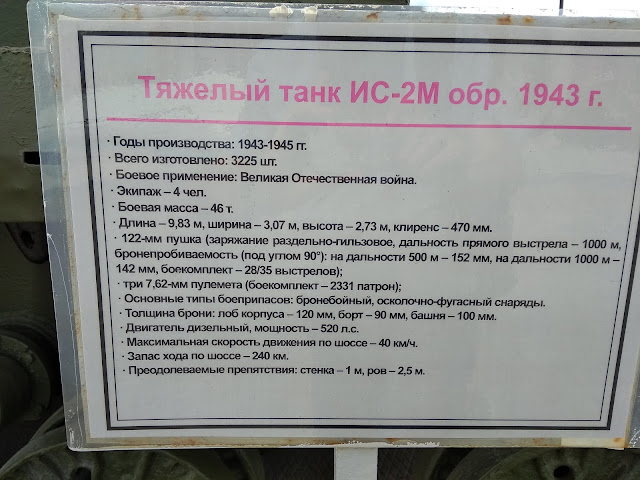 Тяжелый танк ИС-2М обр. 1943 г.
· Годы производства: 1943-1945 гг.
· Всего изготовлено: 3225 шт.
· Боевое применение: Великая Отечественная война.
· Экипаж – 4 чел.
· Боевая масса – 46 т.
· Длина – 9,83 м, ширина – 3,07 м, высота – 2,73 м, клиренс – 470 мм.
· 122-мм пушка (заряжание раздельно-гильзовое, дальность прямого выстрела – 1000 м,
бронепробиваемость (под углом 90°): на дальности 500 м – 152 мм, на дальности 1000 м –
142 мм, боекомплект – 28/35 выстрелов);
· три 7,62-мм пулемета (боекомплект – 2331 патрон);
· Основные типы боеприпасов: бронебойный, осколочно-фугасный снаряды.
· Толщина брони: лоб корпуса – 120 мм, борт – 90 мм, башня – 100 мм.
· Двигатель дизельный, мощность – 520 л.с.
· Максимальная скорость движения по шоссе – 40 км/ч.
· Запас хода по шоссе – 240 км.
· Преодолеваемые препятствия: стенка – 1 м, ров – 2,5 м.